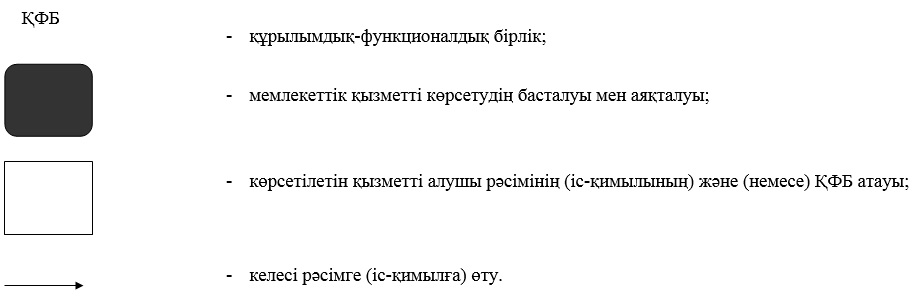 ҚФБ
- құрылымдық-функционалдық бірлік;
- мемлекеттік қызметті көрсетудің басталуы мен аяқталуы;
- көрсетілетін қызметті алушы рәсімінің (іс-қимылының) және (немесе) ҚФБ атауы;
- келесі рәсімге (іс-қимылға) өту.